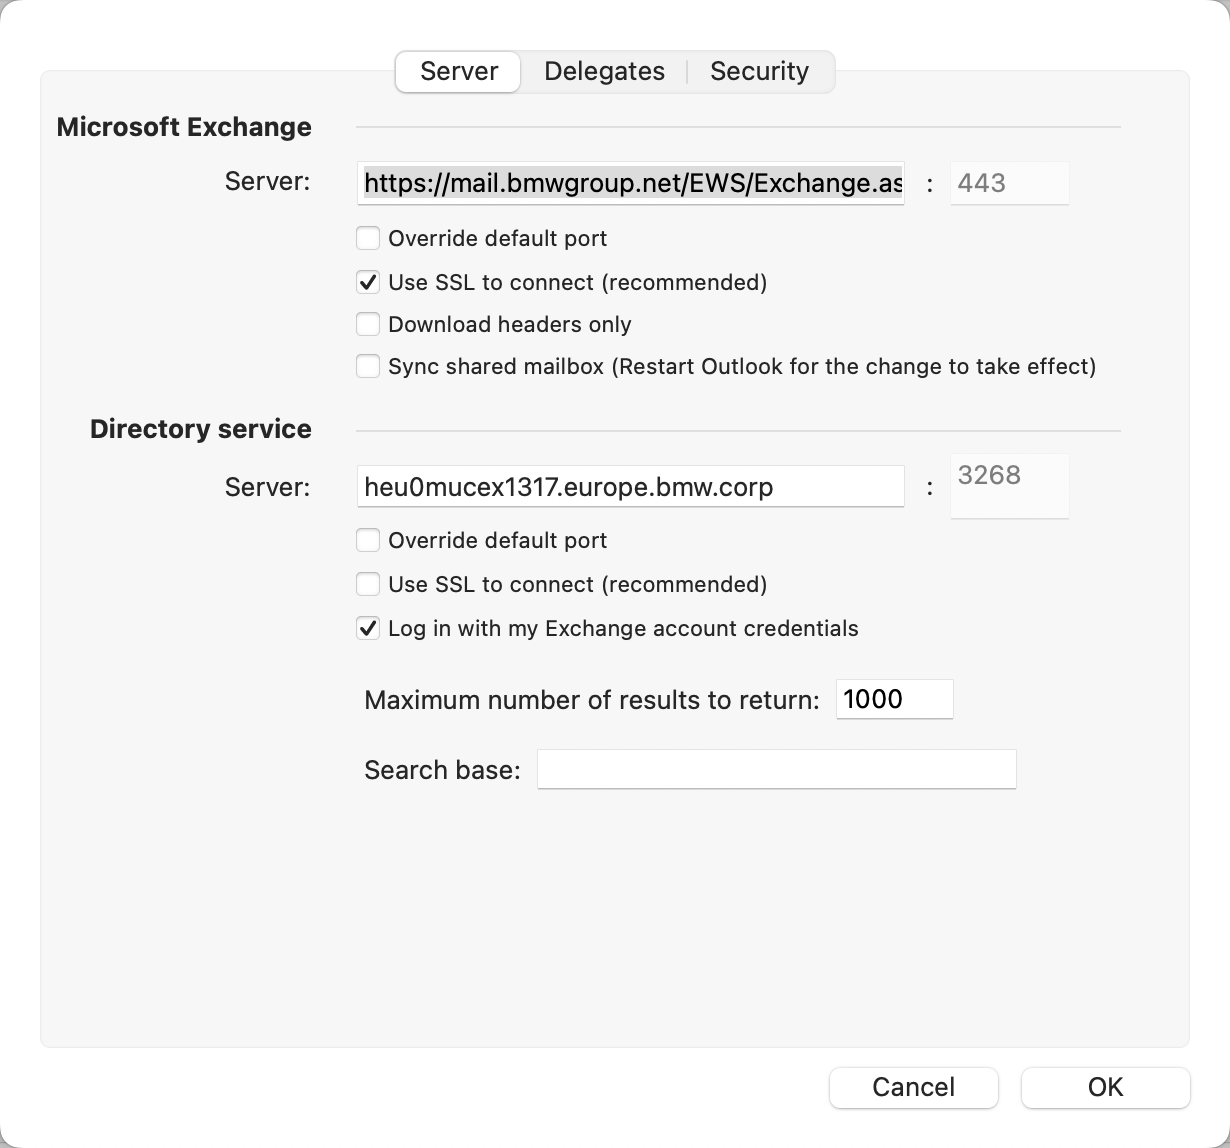 Server Delegates Security
Microsoft Exchange
Server: https://mail.bmwgroup.net/EWS/Exchange.as : 443
Override default port
Use SSL to connect (recommended)
Download headers only
Sync shared mailbox (Restart Outlook for the change to take effect)
Directory service
Server: heu0mucex1317.europe.bmw.corp : 3268
Override default port
Use SSL to connect (recommended)
Log in with my Exchange account credentials
Maximum number of results to return: 1000
Search base:
Cancel OK